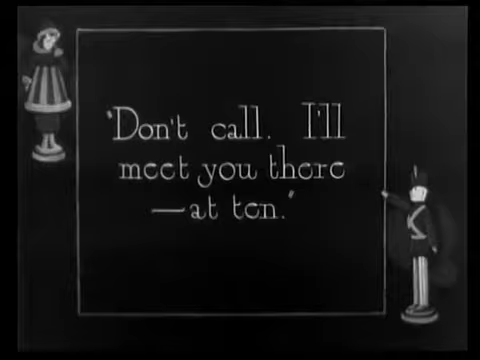 "Don't call. I'll
meet you there
—at ten."